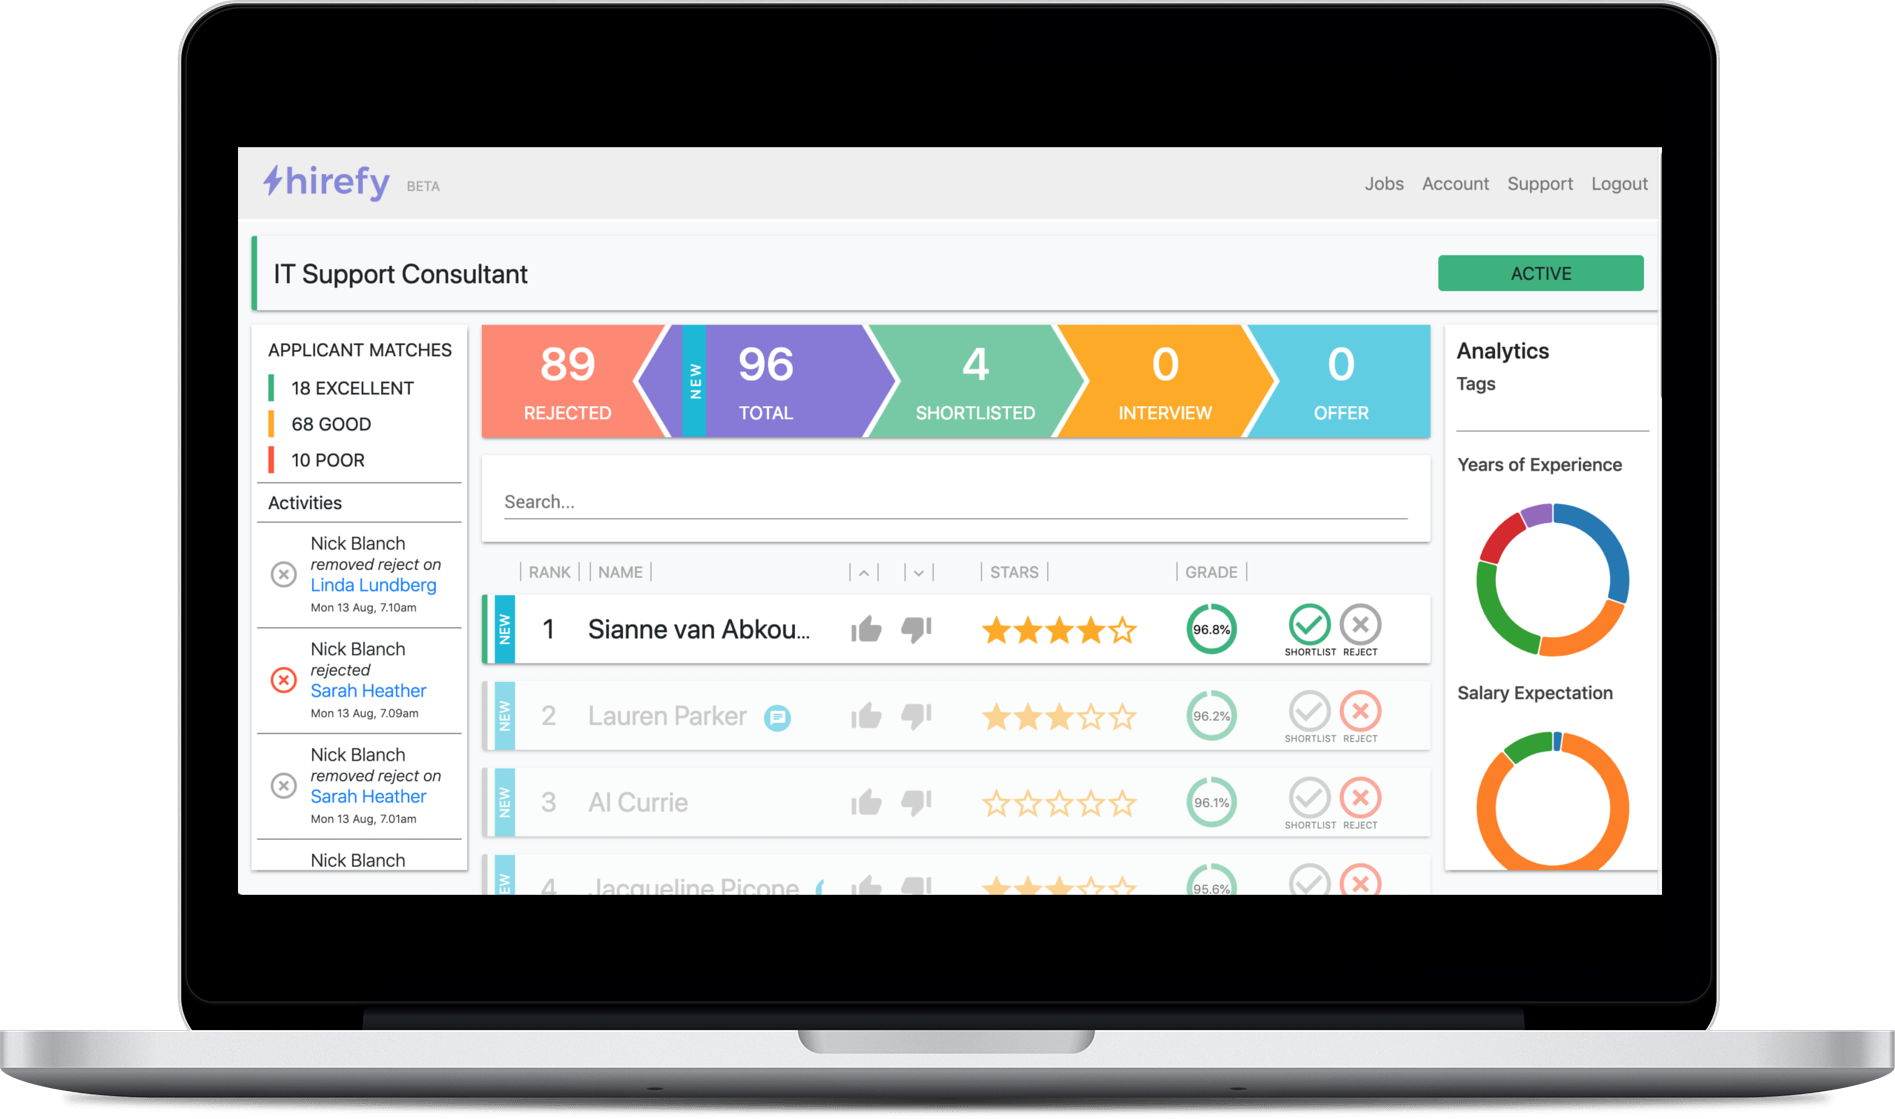 hirefy BETA
Jobs Account Support Logout
IT Support Consultant
ACTIVE
APPLICANT MATCHES
18 EXCELLENT
68 GOOD
10 POOR
Activities
Nick Blanch
removed reject on
Linda Lundberg
Mon 13 Aug, 7.10am
Nick Blanch
rejected
Sarah Heather
Mon 13 Aug, 7.09am
Nick Blanch
removed reject on
Sarah Heather
Mon 13 Aug, 7.01am
Nick Blanch
89
REJECTED
NEW
96
TOTAL
4
SHORTLISTED
0
INTERVIEW
0
OFFER
Search...
RANK NAME STARS GRADE
NEW 1 Sianne van Abkou... 96.8% SHORTLIST REJECT
NEW 2 Lauren Parker 96.2% SHORTLIST REJECT
NEW 3 Al Currie 96.1% SHORTLIST REJECT
NEW 4 Jacqueline Picone 95.6%
Analytics
Tags
Years of Experience
Salary Expectation